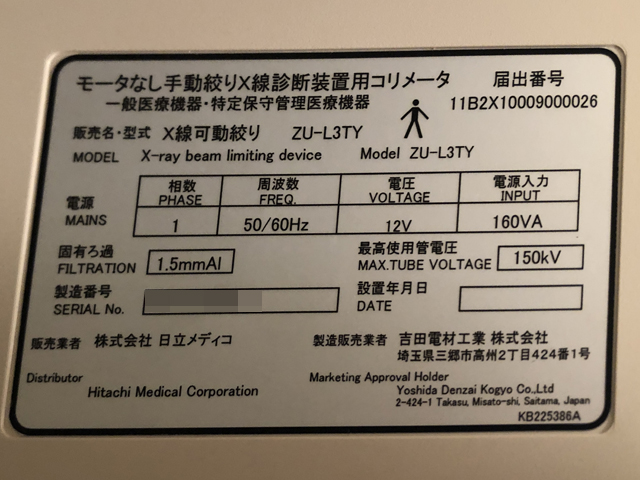 モータなし手動絞りX線診断装置用コリメータ 届出番号
一般医療機器・特定保守管理医療機器 11B2X10009000026
販売名・型式 X線可動絞り ZU-L3TY
MODEL X-ray beam limiting device Model ZU-L3TY
電源 相数 周波数 電圧 電源入力
MAINS PHASE FREQ. VOLTAGE INPUT
1 50/60Hz 12V 160VA
固有ろ過 最高使用管電圧
FILTRATION 1.5mmAl MAX.TUBE VOLTAGE 150kV
製造番号 設置年月日
SERIAL No. DATE
販売業者 株式会社 日立メディコ 製造販売業者 吉田電材工業 株式会社
埼玉県三郷市高州2丁目424番1号
Distributor Marketing Approval Holder
Hitachi Medical Corporation Yoshida Denzai Kogyo Co.,Ltd
2-424-1 Takasu, Misato-shi, Saitama, Japan
KB225386A